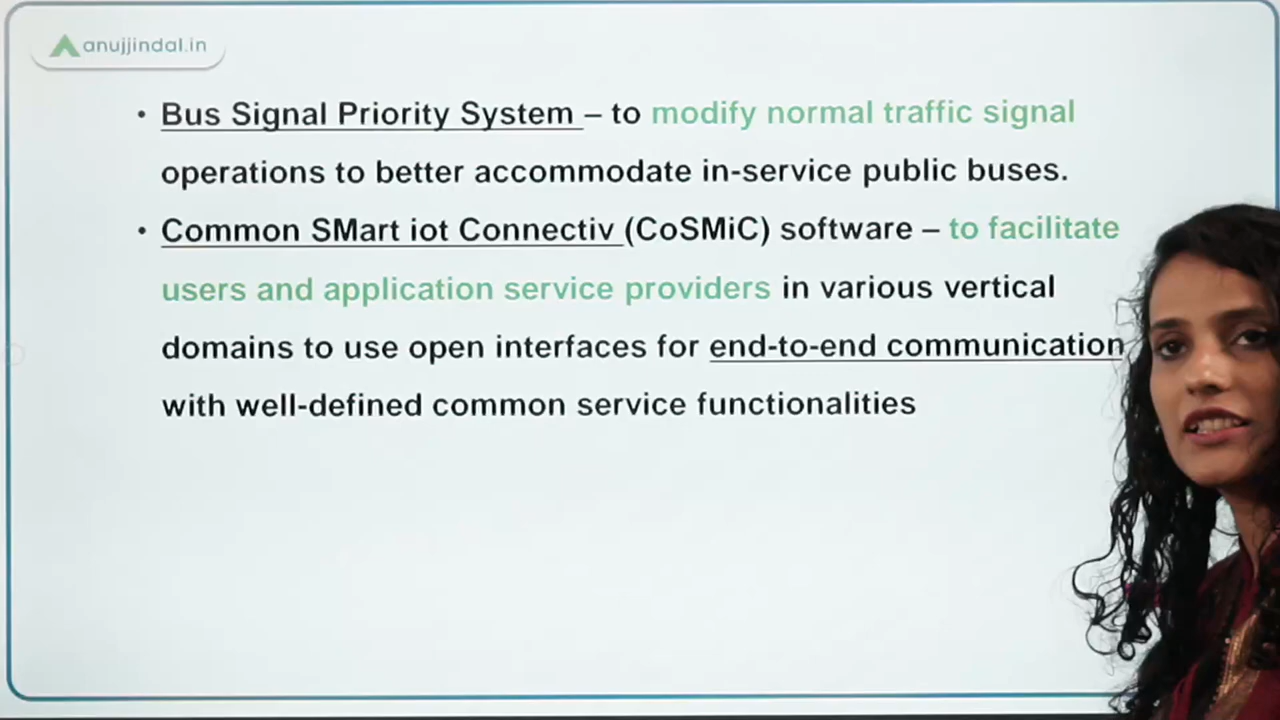 anujjindal.in
• Bus Signal Priority System – to modify normal traffic signal
operations to better accommodate in-service public buses.
• Common SMart iot Connectiv (CoSMiC) software – to facilitate
users and application service providers in various vertical
domains to use open interfaces for end-to-end communication
with well-defined common service functionalities